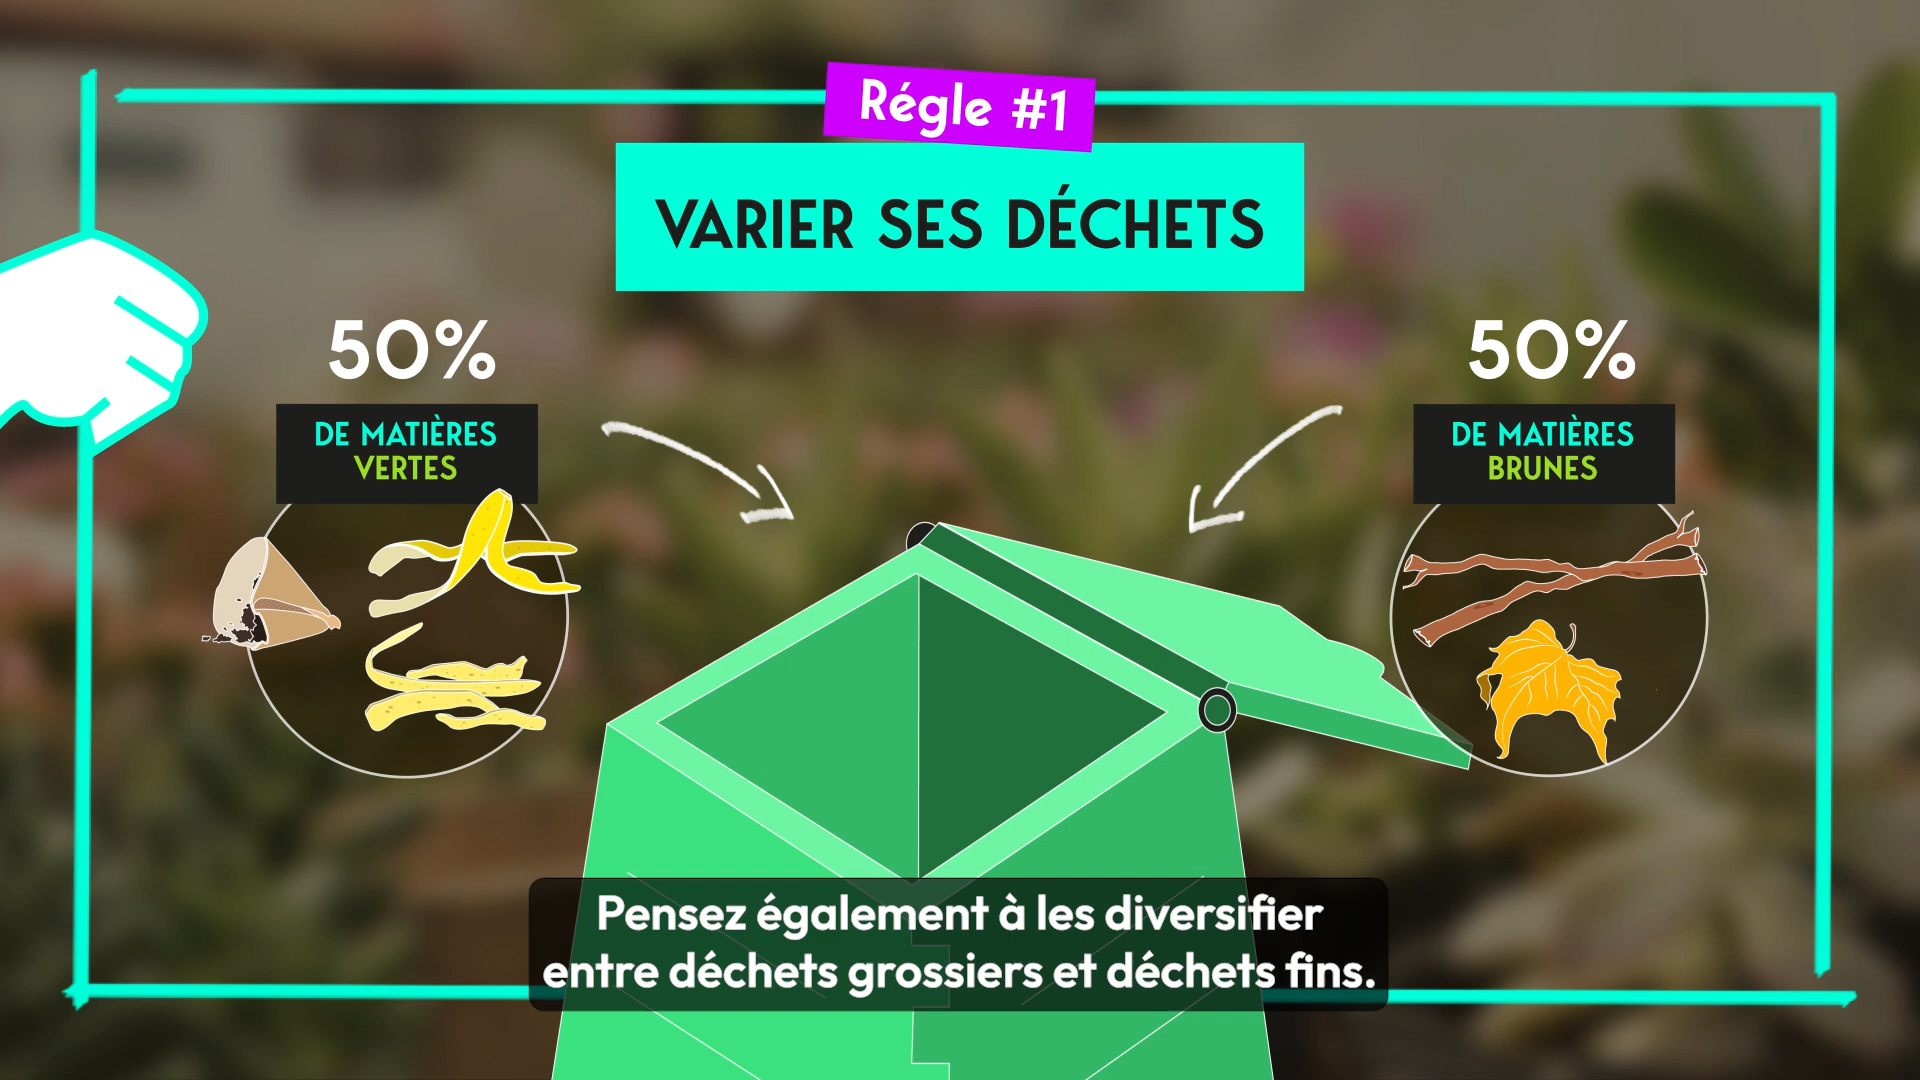 Régle #1
VARIER SES DÉCHETS
50%
DE MATIÈRES
VERTES
50%
DE MATIÈRES
BRUNES
Pensez également à les diversifier
entre déchets grossiers et déchets fins.